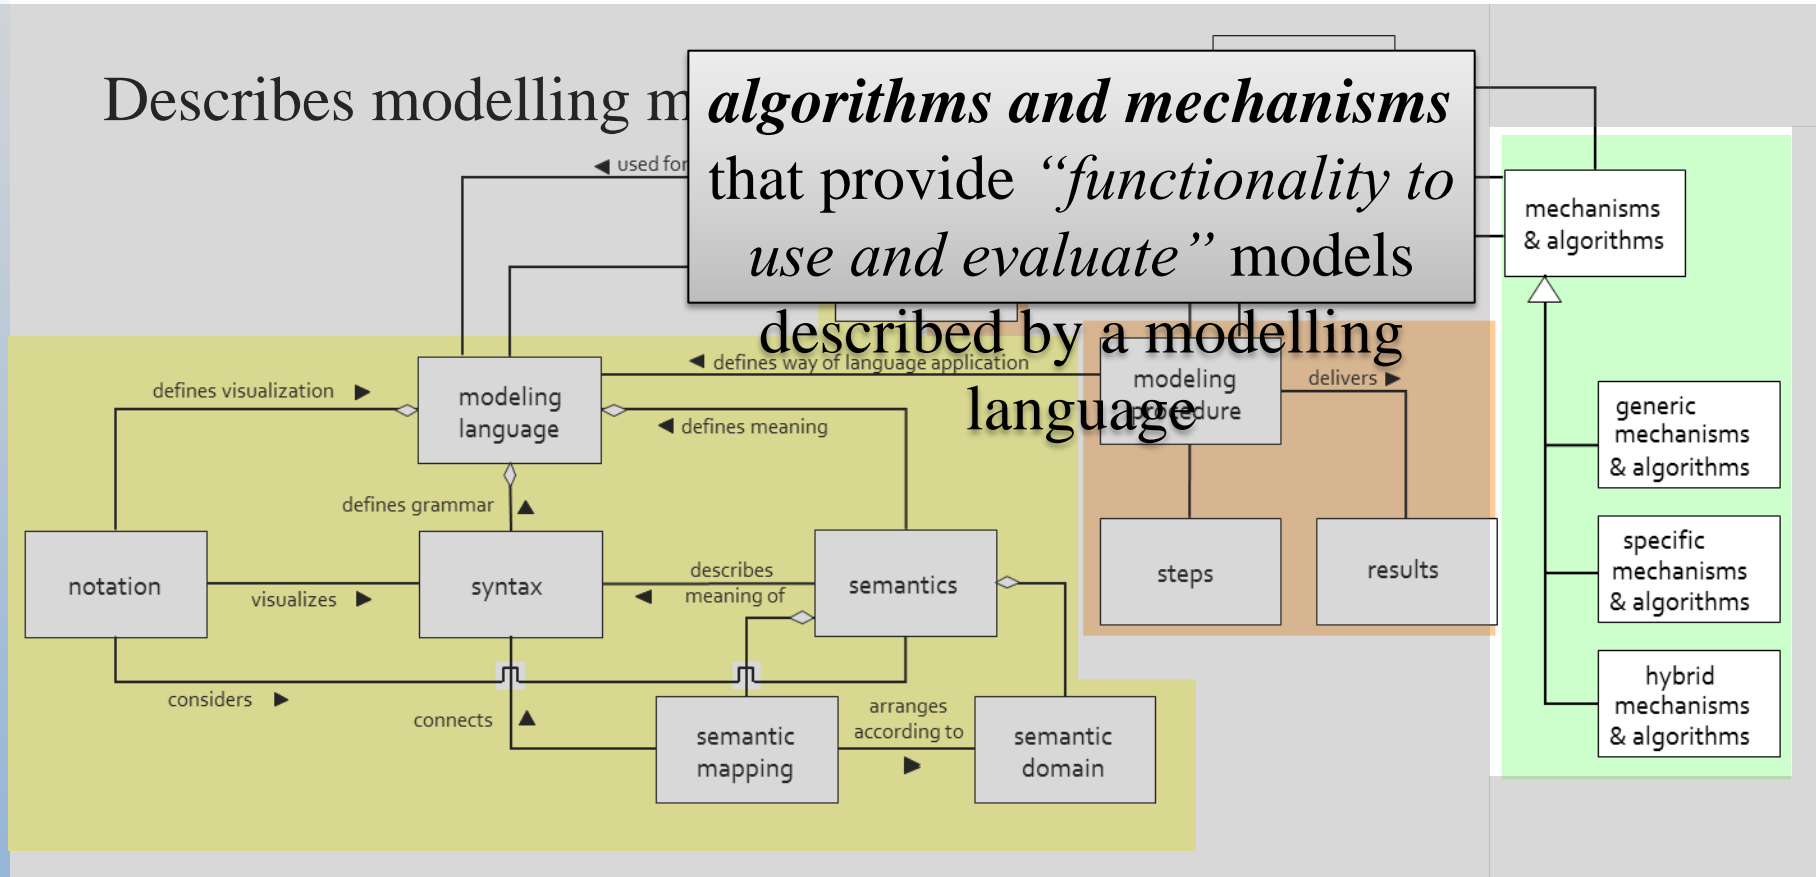 Describes modelling m
algorithms and mechanisms
that provide “functionality to
use and evaluate” models
described by a modelling
language
◄ used for
mechanisms
& algorithms
◄ defines way of language application
defines visualization ►
modeling
language
◄ defines meaning
modeling
procedure
delivers ►
generic
mechanisms
& algorithms
defines grammar ▲
notation
visualizes ►
syntax
describes
◄ meaning of
semantics
steps
results
specific
mechanisms
& algorithms
considers ►
connects ▲
semantic
mapping
arranges
according to
►
semantic
domain
hybrid
mechanisms
& algorithms